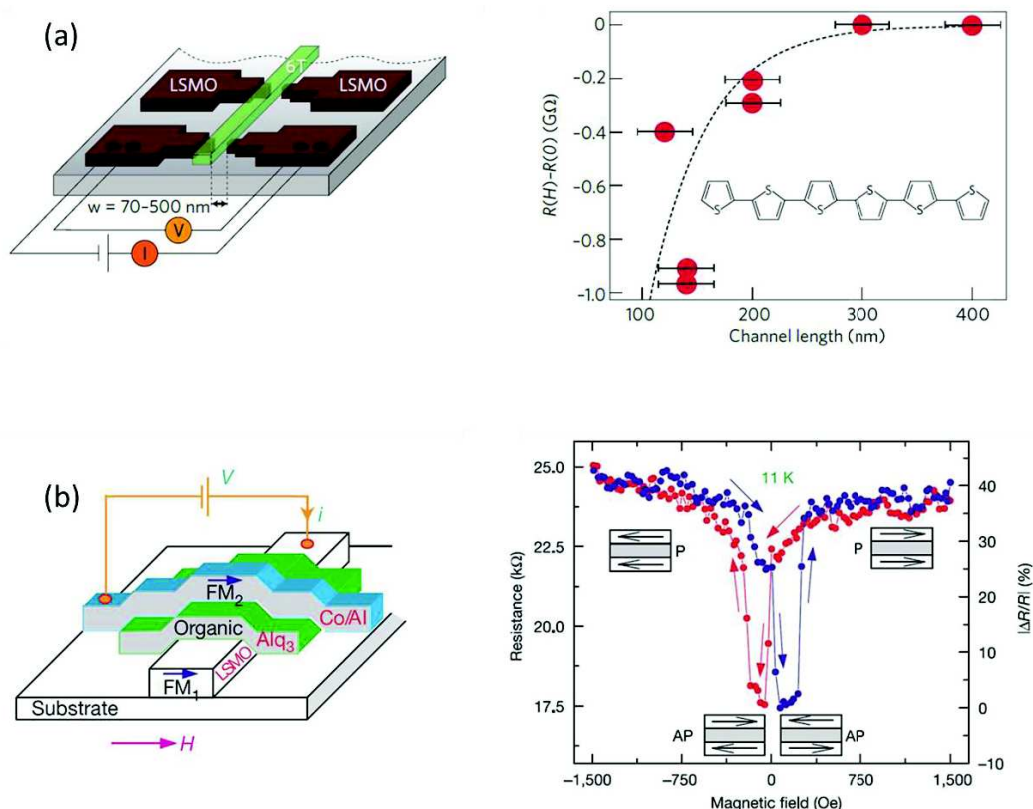 (a)
LSMO
6T
LSMO
w = 70–500 nm
V
I
R(H)–R(0) (GΩ)
0
-0.2
-0.4
-0.6
-0.8
-1.0
S
S
S
S
S
S
100
200
300
400
Channel length (nm)
(b)
V
i
FM2
Co/Al
Organic
Alq3
LSMO
FM1
Substrate
H
Resistance (kΩ)
25.0
22.5
20.0
17.5
11 K
P
P
AP
AP
40
30
20
10
0
−10
|ΔR/R| (%)
−1,500
−750
0
750
1,500
Magnetic field (Oe)